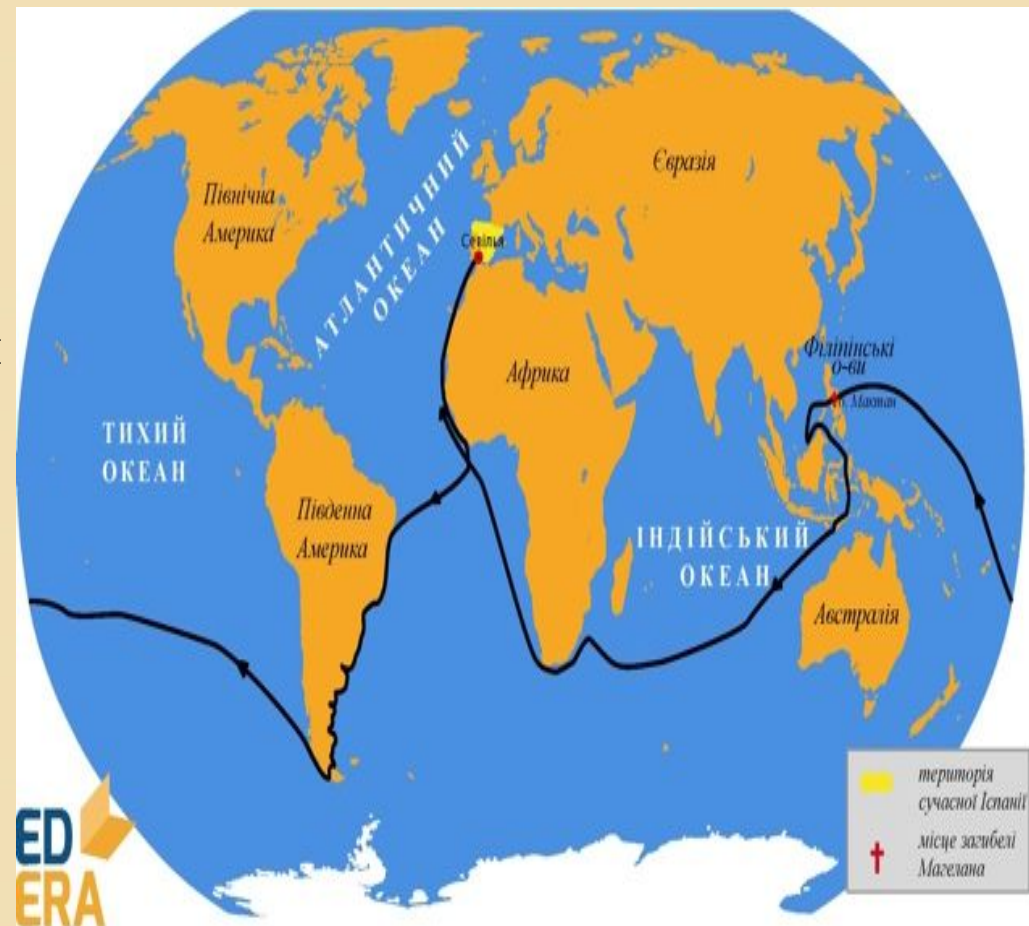 Північна
Америка
АТЛАНТИЧНИЙ
ОКЕАН
Севілья
Євразія
Африка
Філіпінські
о-ви
о. Мактан
ТИХИЙ
ОКЕАН
Південна
Америка
ІНДІЙСЬКИЙ
ОКЕАН
Австралія
територія
сучасної Іспанії
місце загибелі
Магелана
ED
ERA